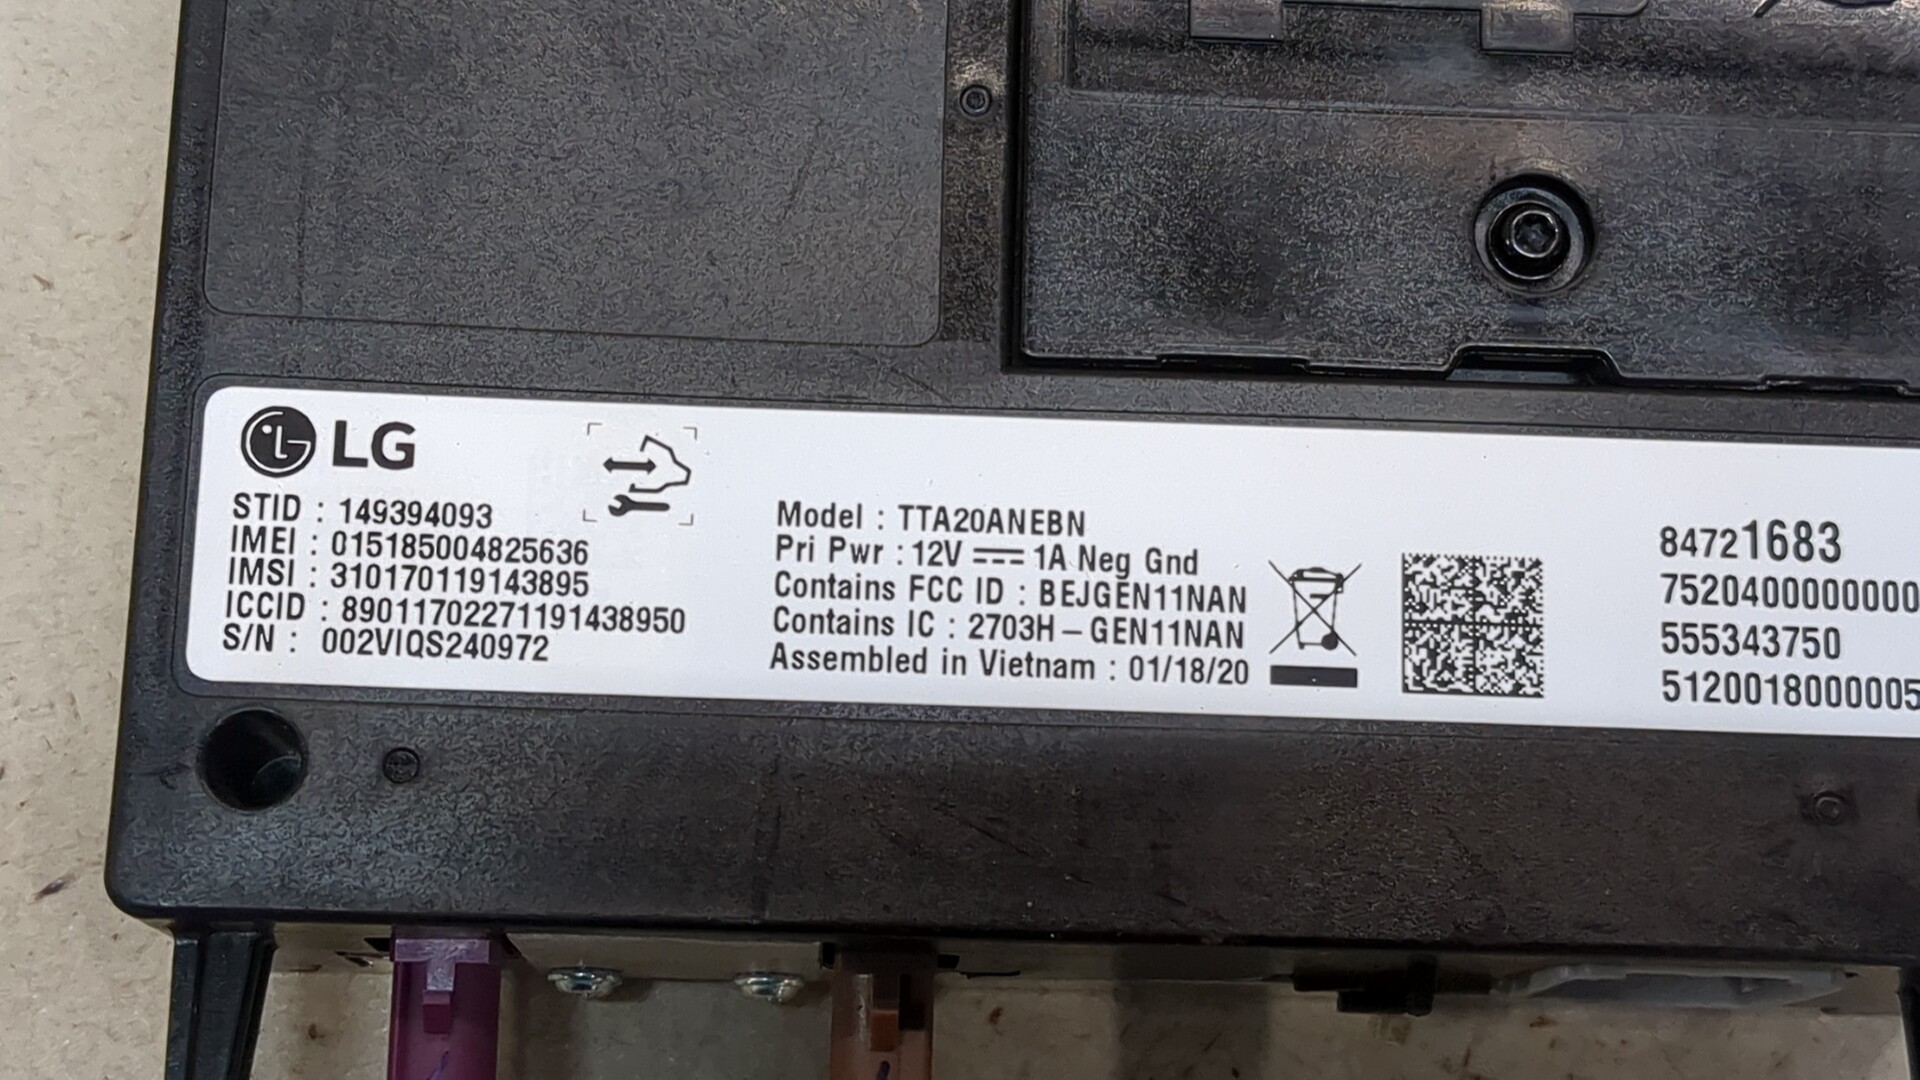 LG
STID : 149394093
IMEI : 015185004825636
IMSI : 310170119143895
ICCID : 89011702271191438950
S/N : 002VIQS240972
Model : TTA20ANEBN
Pri Pwr : 12V 1A Neg Gnd
Contains FCC ID : BEJGEN11NAN
Contains IC : 2703H-GEN11NAN
Assembled in Vietnam : 01/18/20
84721683
7520400000000
555343750
5120018000005